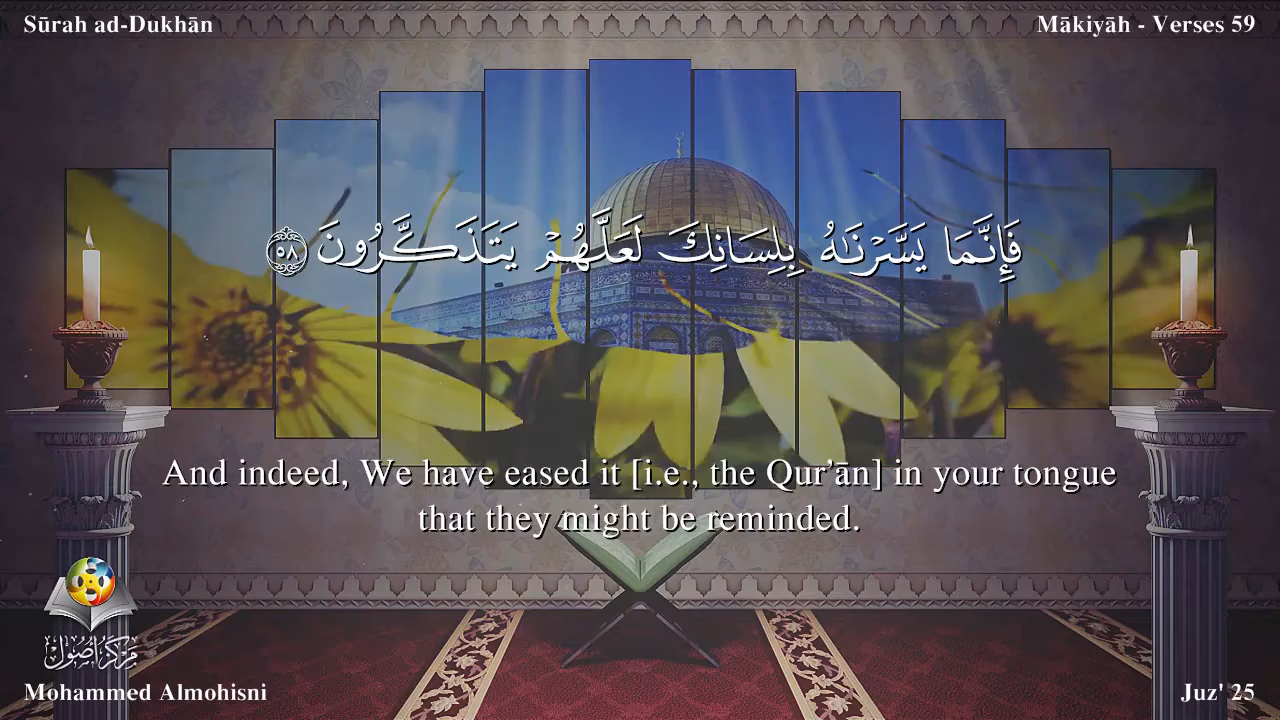 Sūrah ad-Dukhān
Mākiyāh - Verses 59
فَإِنَّمَا يَسَّرْنَٰهُ بِلِسَانِكَ لَعَلَّهُمْ يَتَذَكَّرُونَ ٥٨
And indeed, We have eased it [i.e., the Qur’ān] in your tongue
that they might be reminded.
مركز أصول
Mohammed Almohisni
Juz' 25